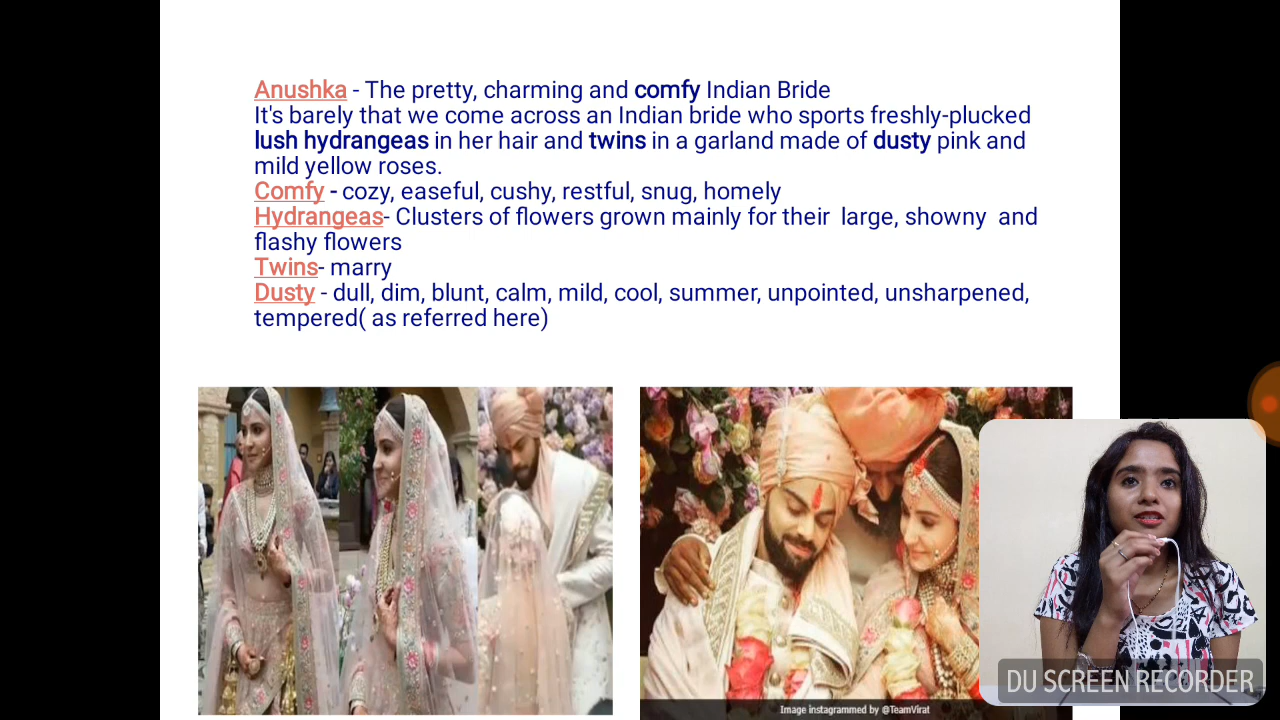 Anushka - The pretty, charming and comfy Indian Bride
It's barely that we come across an Indian bride who sports freshly-plucked
lush hydrangeas in her hair and twins in a garland made of dusty pink and
mild yellow roses.
Comfy - cozy, easeful, cushy, restful, snug, homely
Hydrangeas- Clusters of flowers grown mainly for their large, showny and
flashy flowers
Twins- marry
Dusty - dull, dim, blunt, calm, mild, cool, summer, unpointed, unsharpened,
tempered( as referred here)
DU SCREEN RECORDER
Image instagrammed by @TeamVirat